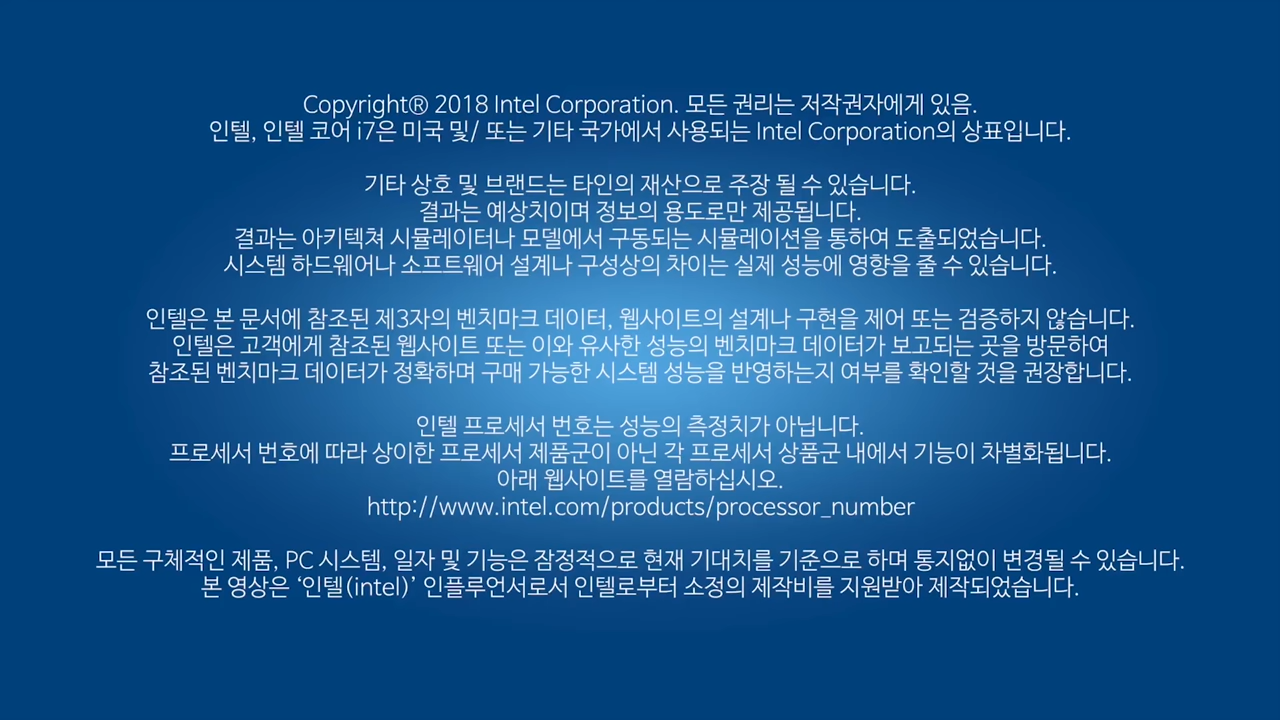 Copyright® 2018 Intel Corporation. 모든 권리는 저작권자에게 있음.
인텔, 인텔 코어 i7은 미국 및/ 또는 기타 국가에서 사용되는 Intel Corporation의 상표입니다.
기타 상호 및 브랜드는 타인의 재산으로 주장 될 수 있습니다.
결과는 예상치이며 정보의 용도로만 제공됩니다.
결과는 아키텍쳐 시뮬레이터나 모델에서 구동되는 시뮬레이션을 통하여 도출되었습니다.
시스템 하드웨어나 소프트웨어 설계나 구성상의 차이는 실제 성능에 영향을 줄 수 있습니다.
인텔은 본 문서에 참조된 제3자의 벤치마크 데이터, 웹사이트의 설계나 구현을 제어 또는 검증하지 않습니다.
인텔은 고객에게 참조된 웹사이트 또는 이와 유사한 성능의 벤치마크 데이터가 보고되는 곳을 방문하여
참조된 벤치마크 데이터가 정확하며 구매 가능한 시스템 성능을 반영하는지 여부를 확인할 것을 권장합니다.
인텔 프로세서 번호는 성능의 측정치가 아닙니다.
프로세서 번호에 따라 상이한 프로세서 제품군이 아닌 각 프로세서 상품군 내에서 기능이 차별화됩니다.
아래 웹사이트를 열람하십시오.
http://www.intel.com/products/processor_number
모든 구체적인 제품, PC 시스템, 일자 및 기능은 잠정적으로 현재 기대치를 기준으로 하며 통지없이 변경될 수 있습니다.
본 영상은 ‘인텔(intel)’ 인플루언서로서 인텔로부터 소정의 제작비를 지원받아 제작되었습니다.